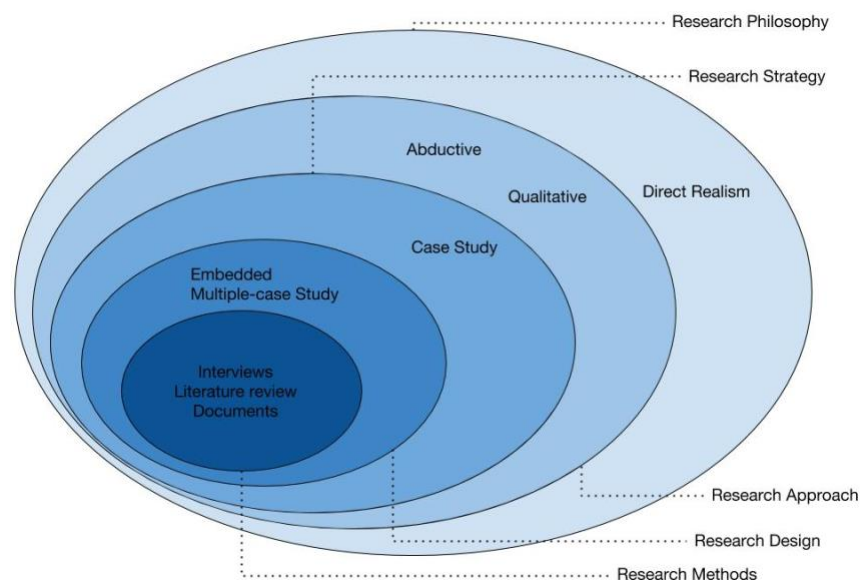 Research Philosophy
Research Strategy
Abductive
Qualitative
Direct Realism
Case Study
Embedded
Multiple-case Study
Interviews
Literature review
Documents
Research Approach
Research Design
Research Methods